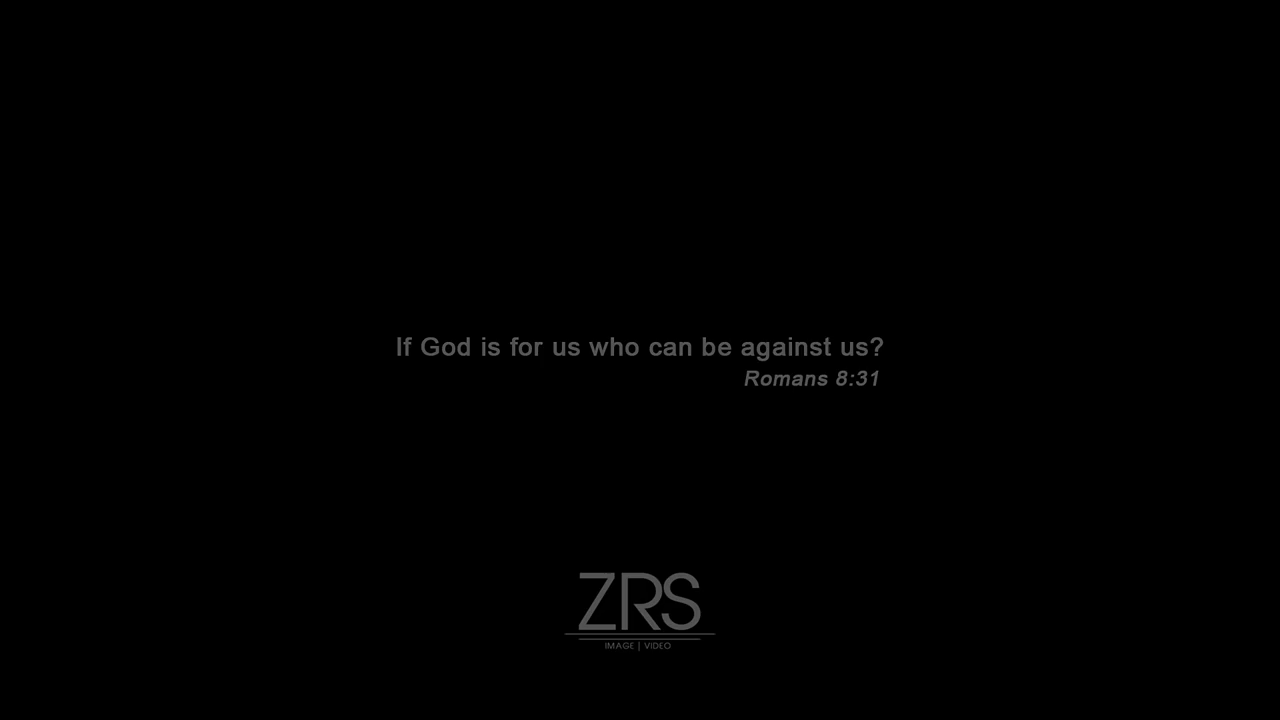 If God is for us who can be against us?
Romans 8:31
ZRS
IMAGE | VIDEO